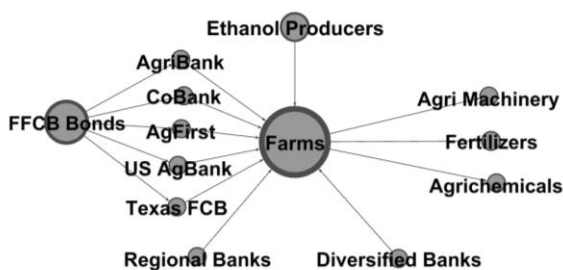 Ethanol Producers
AgriBank
CoBank
Agri Machinery
FFCB Bonds
AgFirst
Farms
Fertilizers
US AgBank
Agrichemicals
Texas FCB
Regional Banks
Diversified Banks